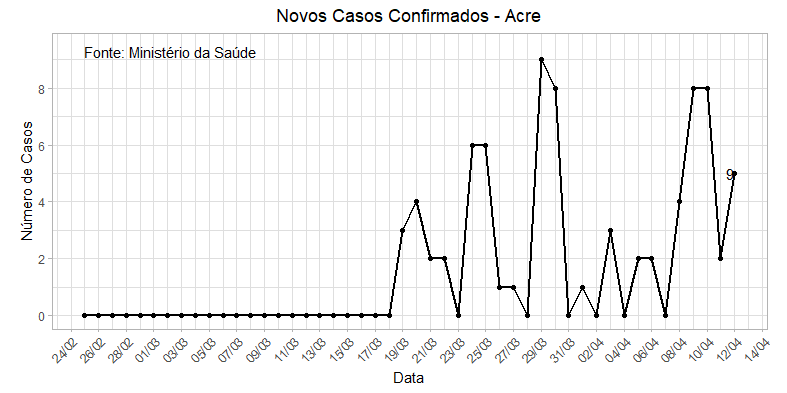 Novos Casos Confirmados - Acre
Fonte: Ministério da Saúde
Número de Casos
8
6
4
2
0
9
24/02 26/02 28/02 01/03 03/03 05/03 07/03 09/03 11/03 13/03 15/03 17/03 19/03 21/03 23/03 25/03 27/03 29/03 31/03 02/04 04/04 06/04 08/04 10/04 12/04 14/04
Data